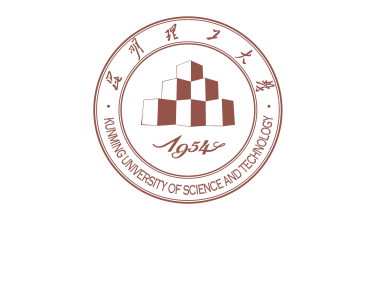 昆明理工大学
1954
KUNMING UNIVERSITY OF SCIENCE AND TECHNOLOGY